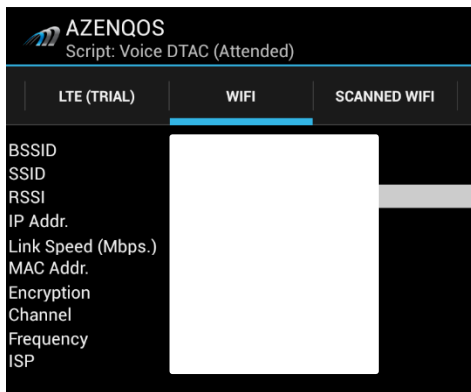 AZENQOS
Script: Voice DTAC (Attended)
LTE (TRIAL) WIFI SCANNED WIFI
BSSID
SSID
RSSI
IP Addr.
Link Speed (Mbps.)
MAC Addr.
Encryption
Channel
Frequency
ISP